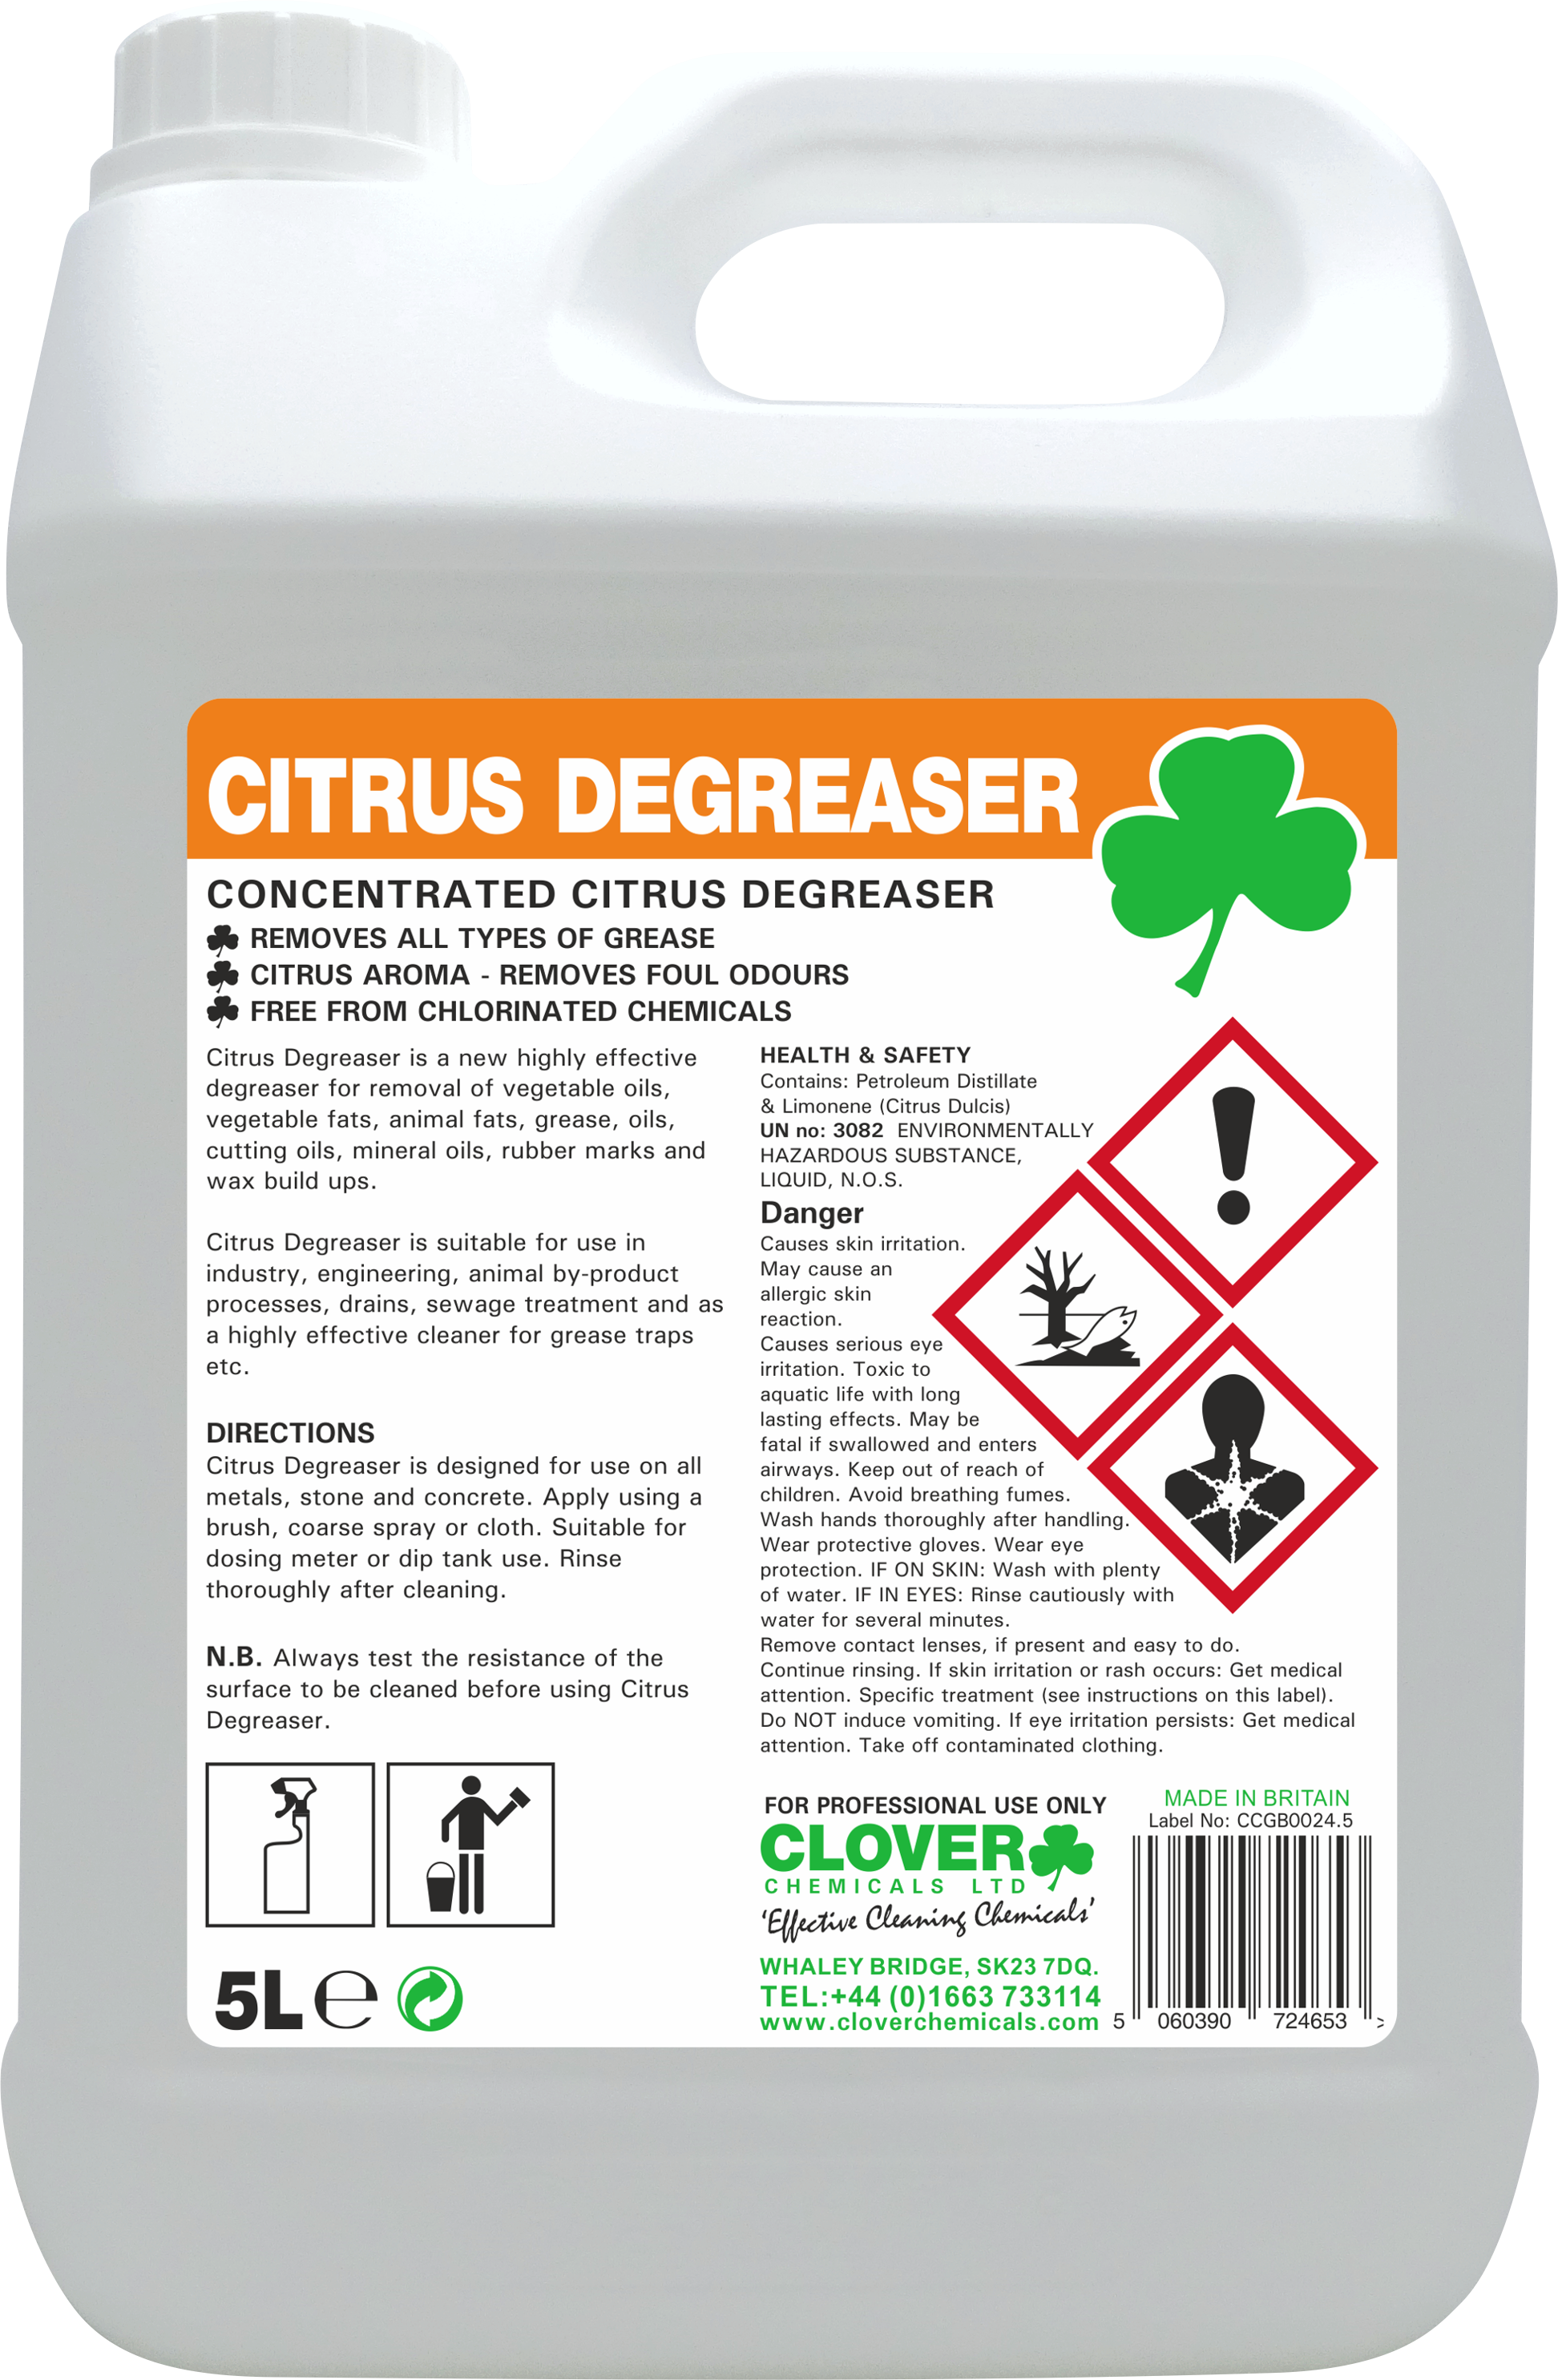 CITRUS DEGREASER
CONCENTRATED CITRUS DEGREASER
REMOVES ALL TYPES OF GREASE
CITRUS AROMA - REMOVES FOUL ODOURS
FREE FROM CHLORINATED CHEMICALS
Citrus Degreaser is a new highly effective
degreaser for removal of vegetable oils,
vegetable fats, animal fats, grease, oils,
cutting oils, mineral oils, rubber marks and
wax build ups.
Citrus Degreaser is suitable for use in
industry, engineering, animal by-product
processes, drains, sewage treatment and as
a highly effective cleaner for grease traps
etc.
DIRECTIONS
Citrus Degreaser is designed for use on all
metals, stone and concrete. Apply using a
brush, coarse spray or cloth. Suitable for
dosing meter or dip tank use. Rinse
thoroughly after cleaning.
N.B. Always test the resistance of the
surface to be cleaned before using Citrus
Degreaser.
5L e
HEALTH & SAFETY
Contains: Petroleum Distillate
& Limonene (Citrus Dulcis)
UN no: 3082 ENVIRONMENTALLY
HAZARDOUS SUBSTANCE,
LIQUID, N.O.S.
Danger
Causes skin irritation.
May cause an
allergic skin
reaction.
Causes serious eye
irritation. Toxic to
aquatic life with long
lasting effects. May be
fatal if swallowed and enters
airways. Keep out of reach of
children. Avoid breathing fumes.
Wash hands thoroughly after handling.
Wear protective gloves. Wear eye
protection. IF ON SKIN: Wash with plenty
of water. IF IN EYES: Rinse cautiously with
water for several minutes.
Remove contact lenses, if present and easy to do.
Continue rinsing. If skin irritation or rash occurs: Get medical
attention. Specific treatment (see instructions on this label).
Do NOT induce vomiting. If eye irritation persists: Get medical
attention. Take off contaminated clothing.
FOR PROFESSIONAL USE ONLY
CLOVER
CHEMICALS LTD
'Effective Cleaning Chemicals'
WHALEY BRIDGE, SK23 7DQ.
TEL:+44 (0)1663 733114
www.cloverchemicals.com
MADE IN BRITAIN
Label No: CCGB0024.5
5 060390 724653 >